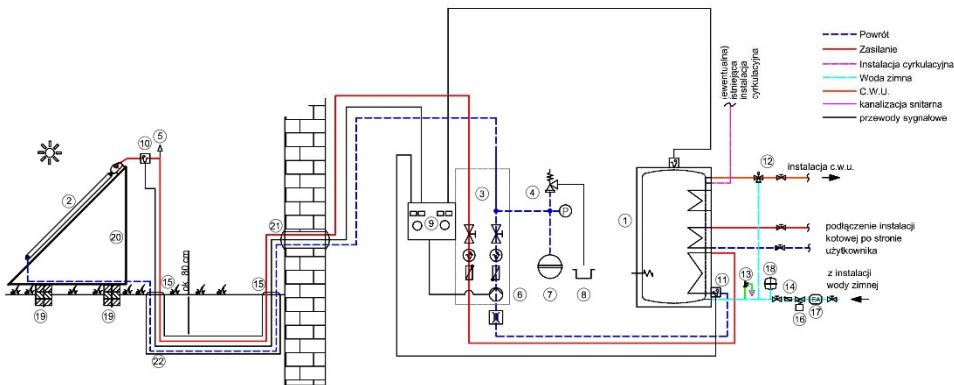 Powrót
Zasilanie
Instalacja cyrkulacyjna
Woda zimna
C.W.U.
kanalizacja snitarna
przewody sygnałowe
(ewentualna)
istniejąca
instalacja
cyrkulacyjna
10
5
2
20
19
19
15
15
ok. 80 cm
22
21
9
3
4
P
6
7
8
1
11
12
instalacja c.w.u.
podłączenie instalacji
kotowej po stronie
użytkownika
13
18
14
z instalacji
wody zimnej
16
17
EA